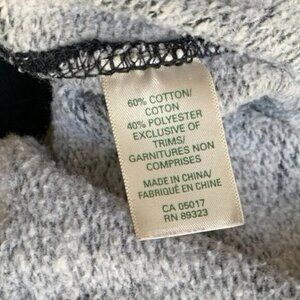 60% COTTON/
COTON
40% POLYESTER
EXCLUSIVE OF
TRIMS/
GARNITURES NON
COMPRISES
MADE IN CHINA/
FABRIQUÉ EN CHINE
CA 05017
RN 89323